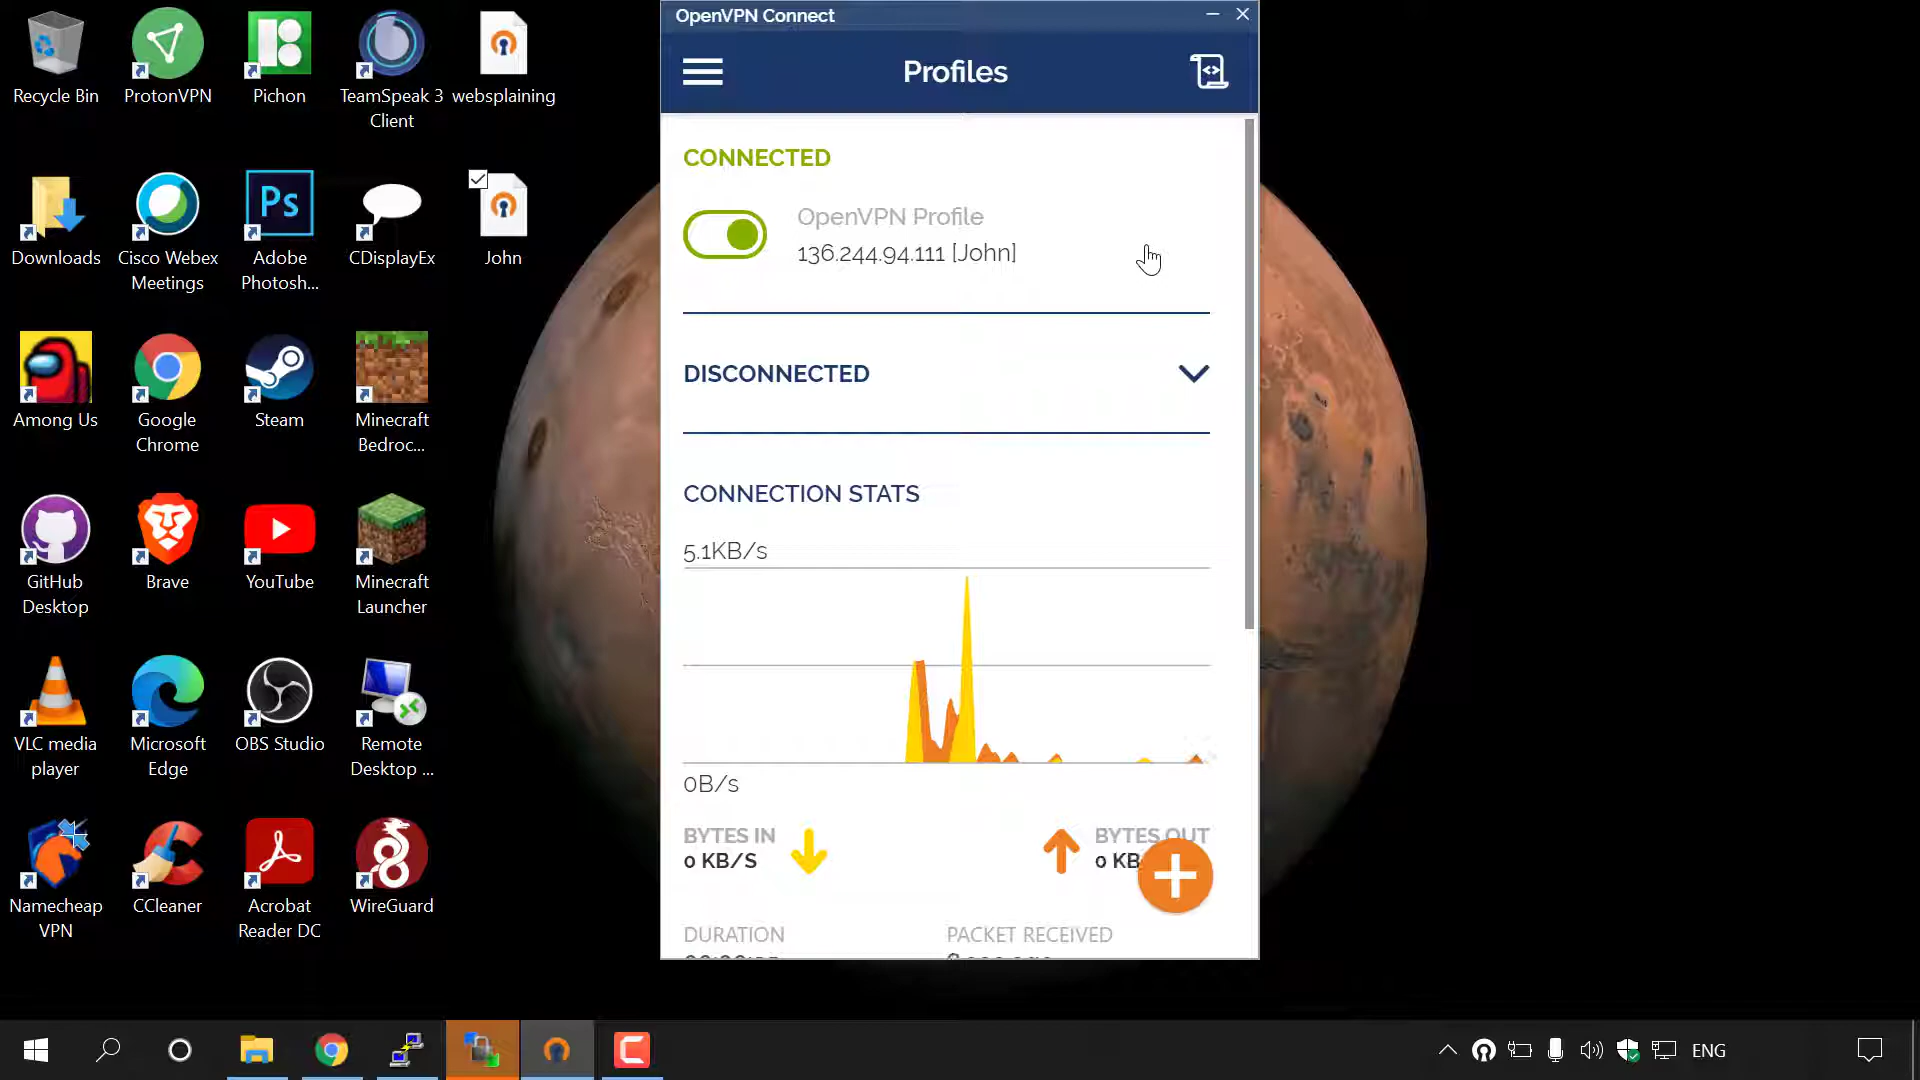 Recycle Bin
ProtonVPN
Pichon
TeamSpeak 3
Client
websplaining
Downloads
Cisco Webex
Meetings
Ps
Adobe
Photosh...
CDisplayEx
John
Among Us
Google
Chrome
Steam
Minecraft
Bedroc...
GitHub
Desktop
Brave
YouTube
Minecraft
Launcher
VLC media
player
Microsoft
Edge
OBS Studio
Remote
Desktop ...
Namecheap
VPN
CCleaner
Acrobat
Reader DC
WireGuard
OpenVPN Connect
Profiles
CONNECTED
OpenVPN Profile
136.244.94.111 [John]
DISCONNECTED
CONNECTION STATS
5.1KB/s
0B/s
BYTES IN
0 KB/S
BYTES OUT
0 KB
DURATION
PACKET RECEIVED
ENG